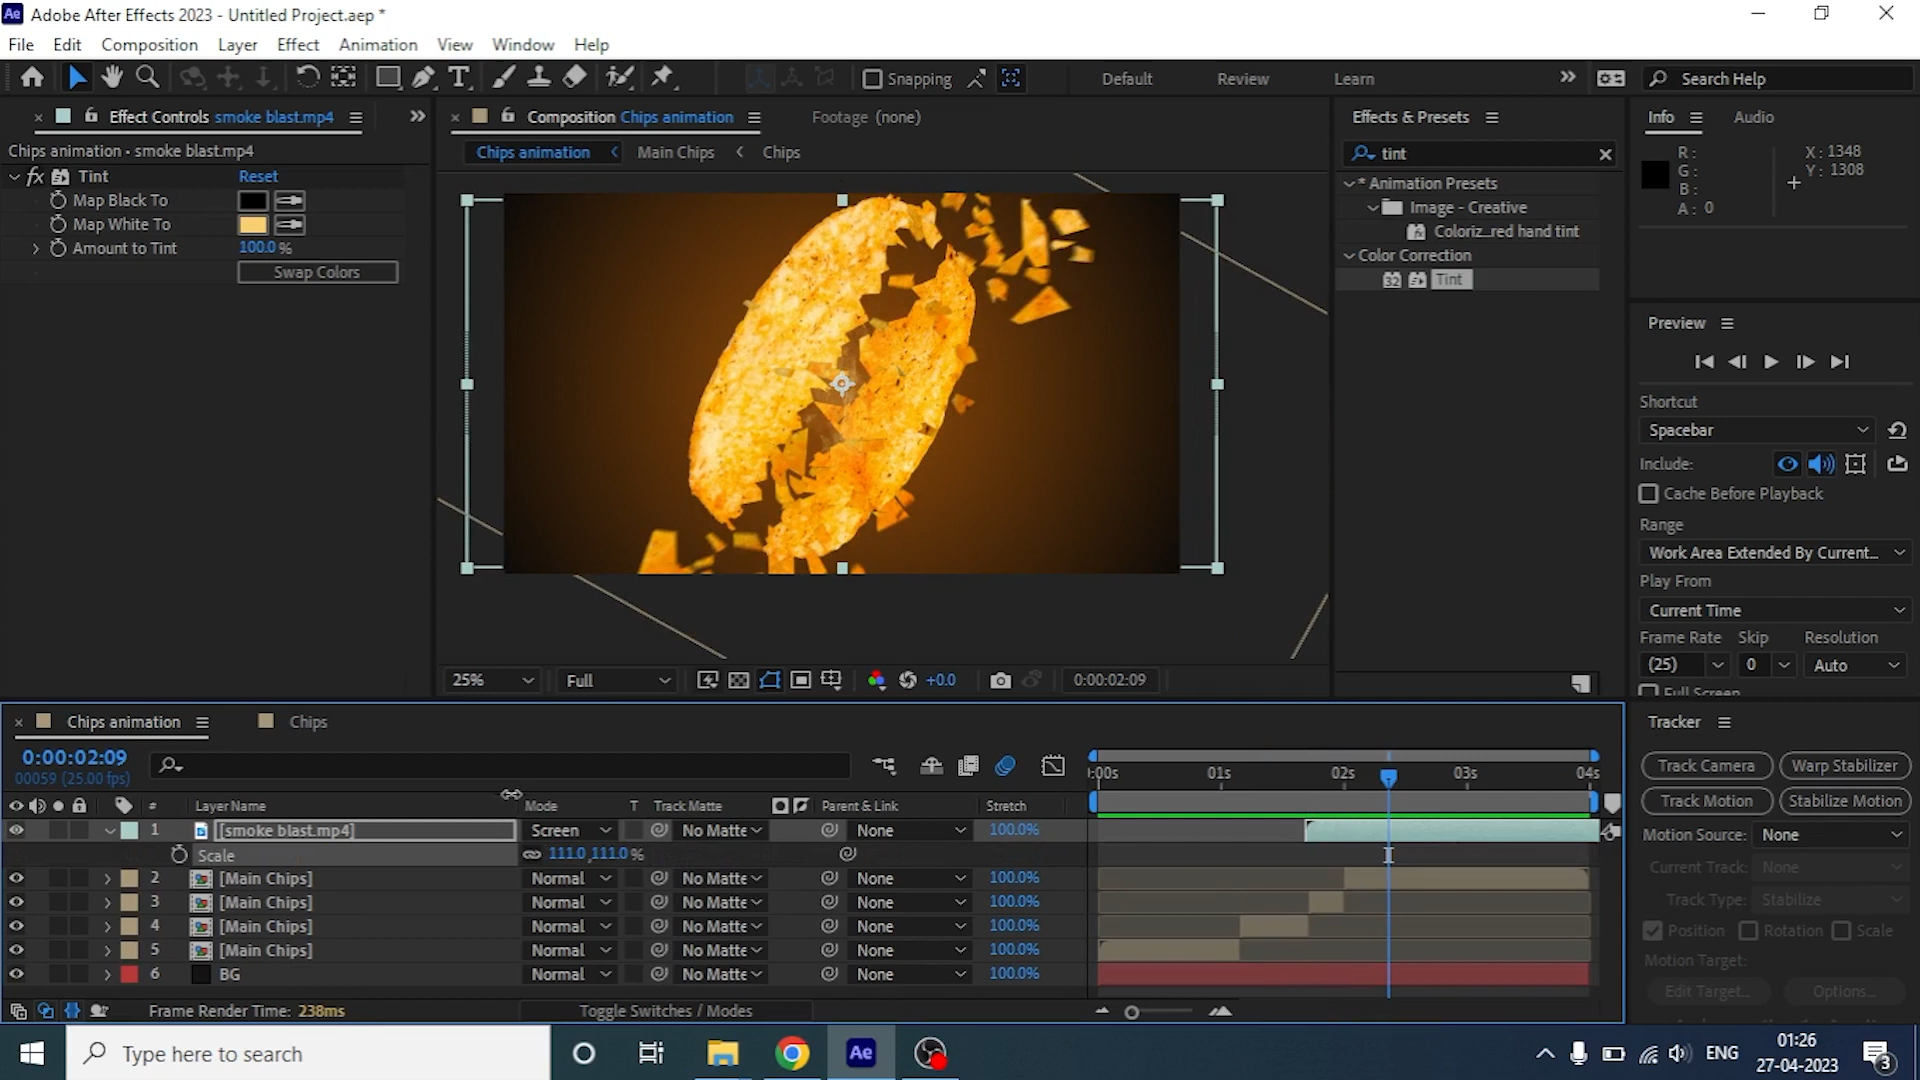 Ae Adobe After Effects 2023 - Untitled Project.aep *
File Edit Composition Layer Effect Animation View Window Help
Snapping Default Review Learn Search Help
Effect Controls smoke blast.mp4
Composition Chips animation
Footage (none)
Effects & Presets
Info
Audio
Chips animation • smoke blast.mp4
Chips animation Main Chips Chips
fx Tint Reset
Map Black To
Map White To
Amount to Tint 100.0 %
Swap Colors
tint
* Animation Presets
Image - Creative
Coloriz_red hand tint
Color Correction
32 Tint
R :
G :
B :
A : 0
X : 1348
Y : 1308
Preview
Shortcut
Spacebar
Include:
Cache Before Playback
Range
Work Area Extended By Current...
Play From
Current Time
Frame Rate Skip Resolution
(25) 0 Auto
Full Screen
25% Full +0.0 0:00:02:09
Chips animation Chips
0:00:02:09
00059 (25.00 fps)
:00s 01s 02s 03s 04s
# Layer Name Mode T Track Matte Parent & Link Stretch
1 [smoke blast.mp4] Screen No Matte None 100.0%
Scale 111.0,111.0 %
2 [Main Chips] Normal No Matte None 100.0%
3 [Main Chips] Normal No Matte None 100.0%
4 [Main Chips] Normal No Matte None 100.0%
5 [Main Chips] Normal No Matte None 100.0%
6 BG Normal No Matte None 100.0%
Frame Render Time: 238ms
Toggle Switches / Modes
Tracker
Track Camera Warp Stabilizer
Track Motion Stabilize Motion
Motion Source: None
Current Track: None
Track Type: Stabilize
Position Rotation Scale
Motion Target:
Edit Target... Options...
Type here to search
Ae
ENG
01:26
27-04-2023
3